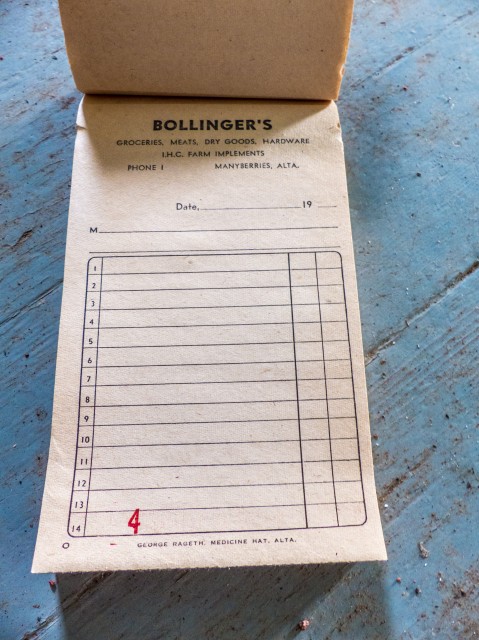 BOLLINGER'S
GROCERIES, MEATS, DRY GOODS, HARDWARE
I.H.C. FARM IMPLEMENTS
PHONE 1 MANYBERRIES, ALTA.
Date, 19
M
1
2
3
4
5
6
7
8
9
10
11
12
13
14
4
GEORGE RAGETH, MEDICINE HAT, ALTA.